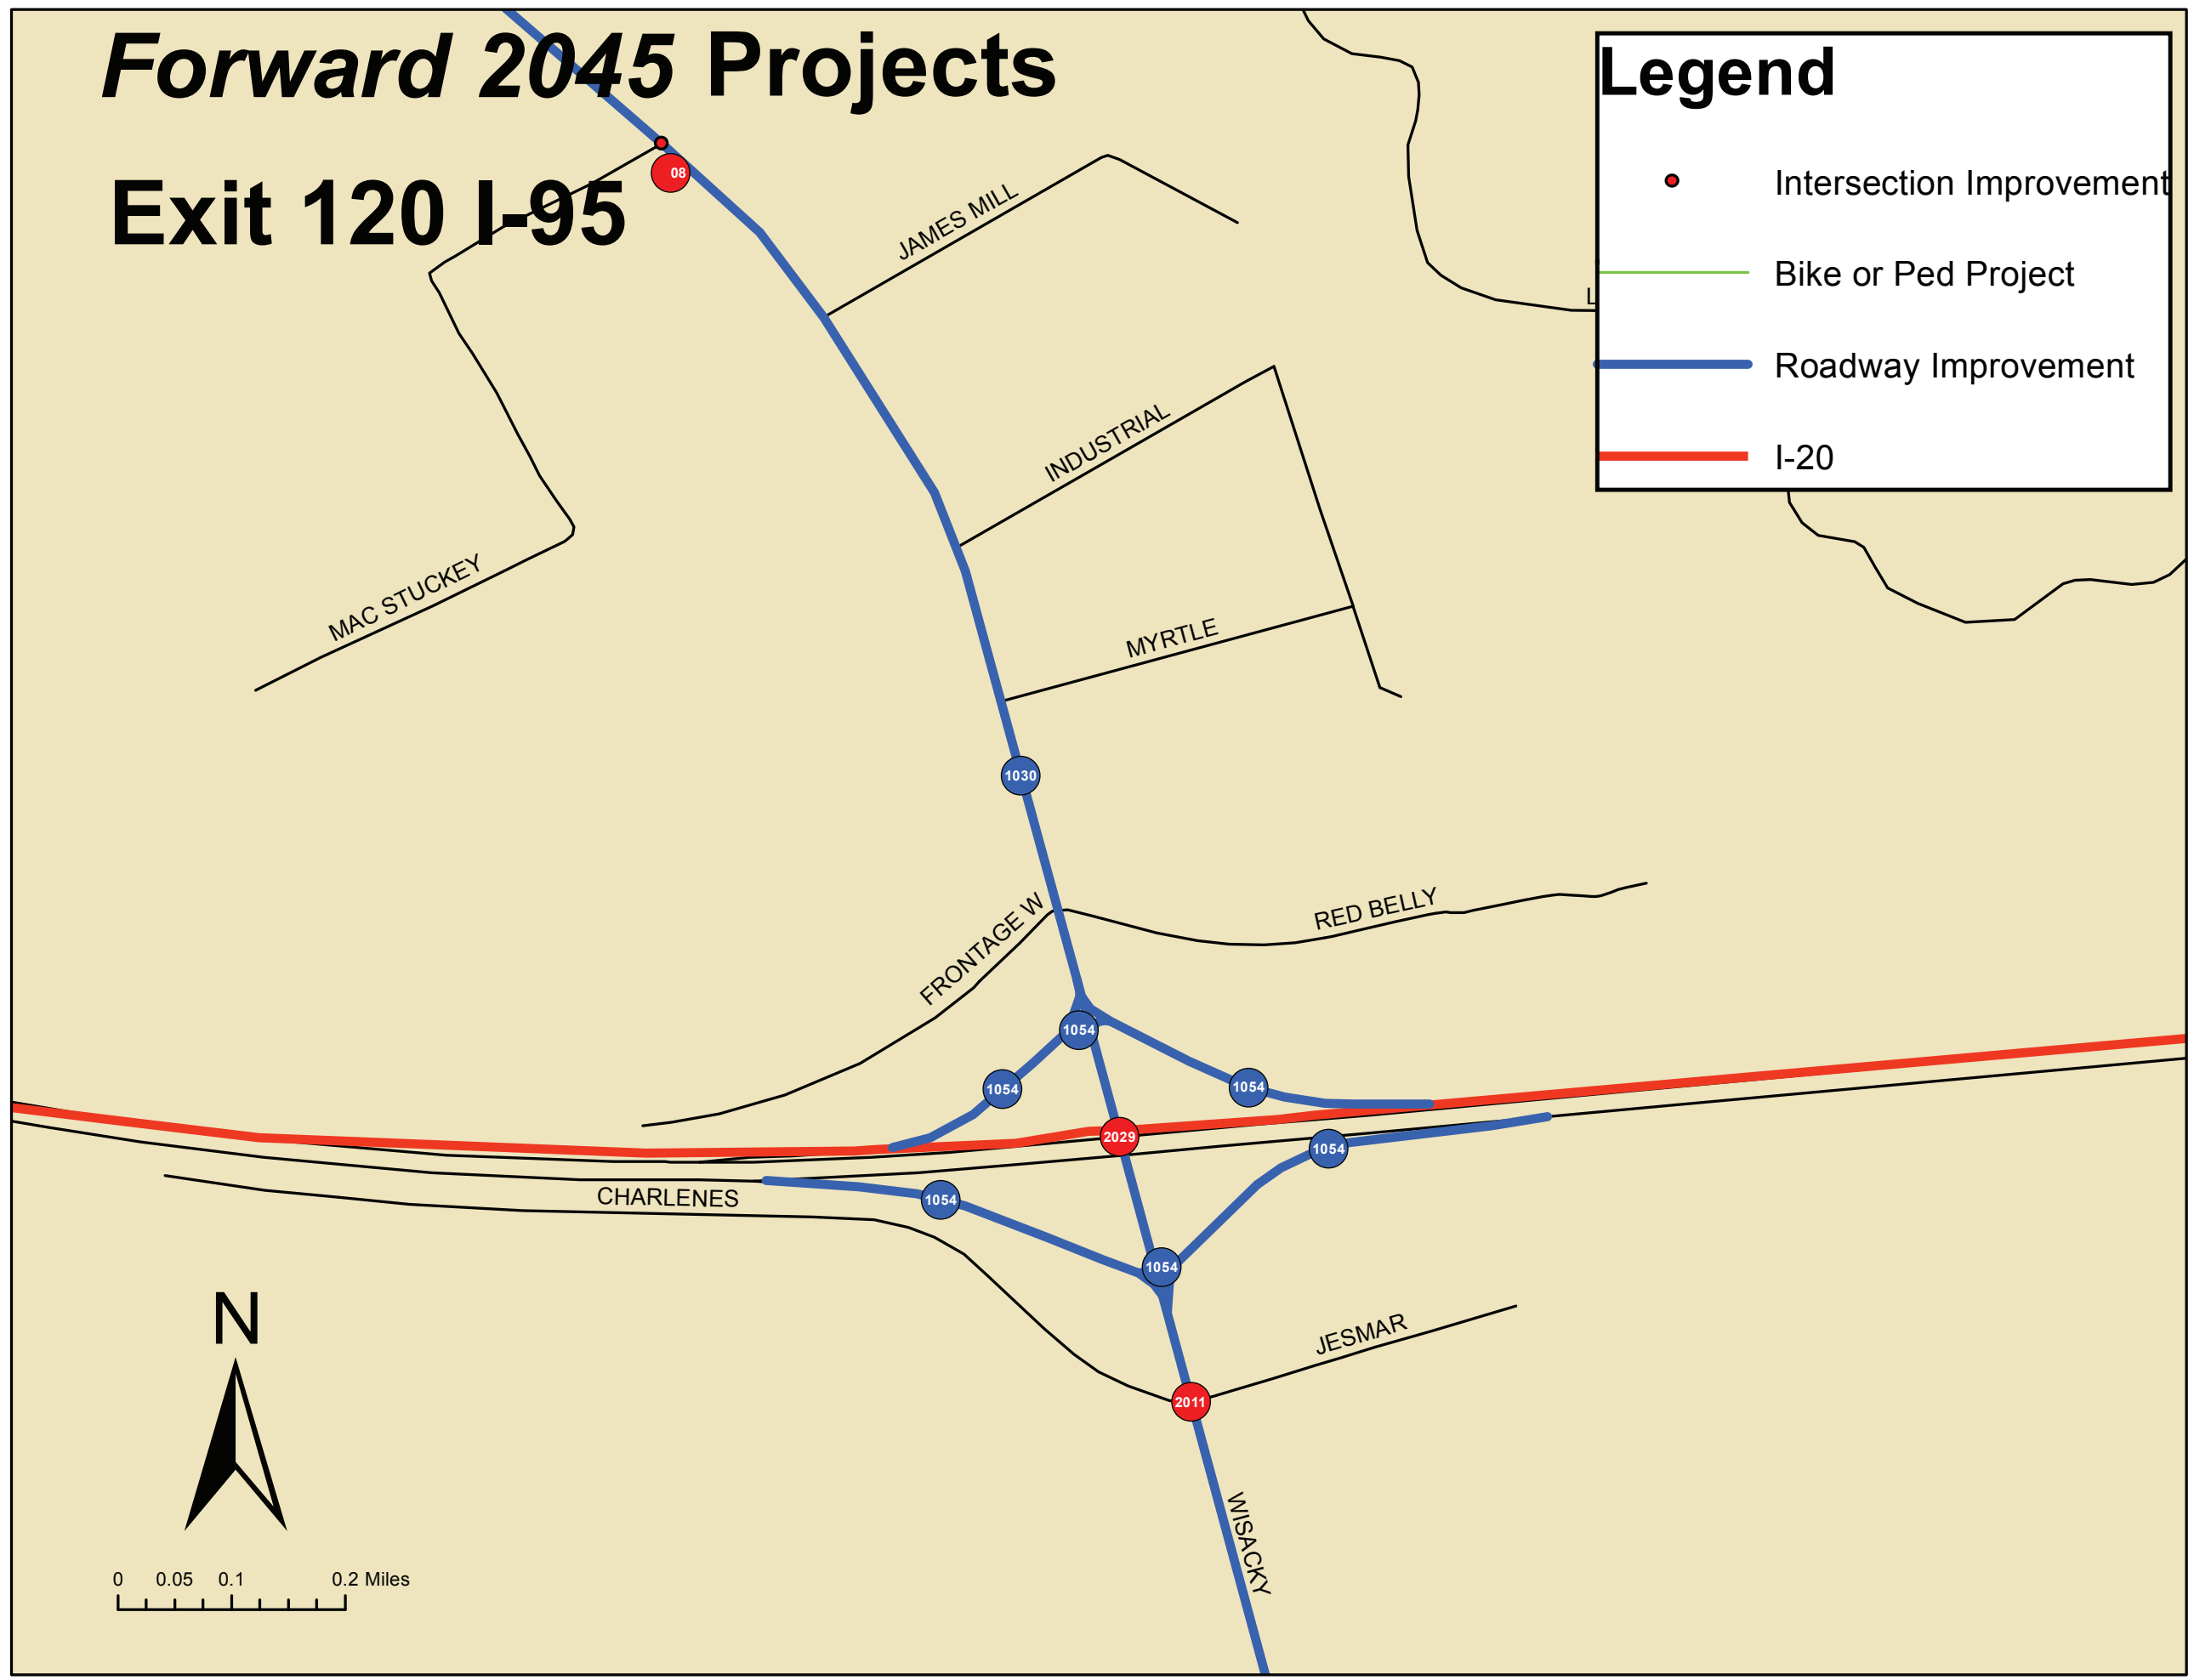 Forward 2045 Projects
Exit 120 I-95
Legend
Intersection Improvement
Bike or Ped Project
Roadway Improvement
I-20
08
JAMES MILL
L
INDUSTRIAL
MAC STUCKEY
MYRTLE
1030
FRONTAGE W
RED BELLY
1054
1054
1054
2029
1054
1054
CHARLENES
1054
JESMAR
2011
WISACKY
N
0 0.05 0.1 0.2 Miles